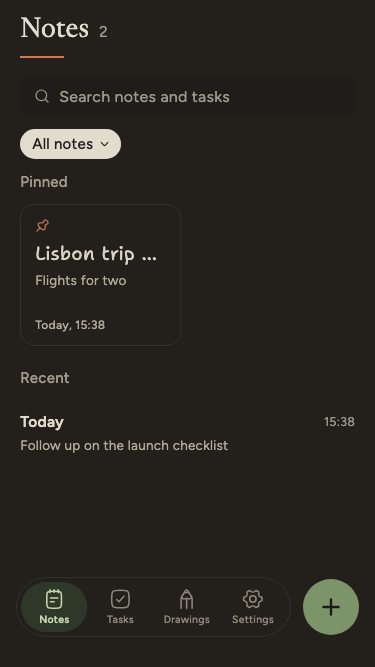 Notes 2
Search notes and tasks
All notes
Pinned
Lisbon trip ...
Flights for two
Today, 15:38
Recent
Today 15:38
Follow up on the launch checklist
Notes Tasks Drawings Settings